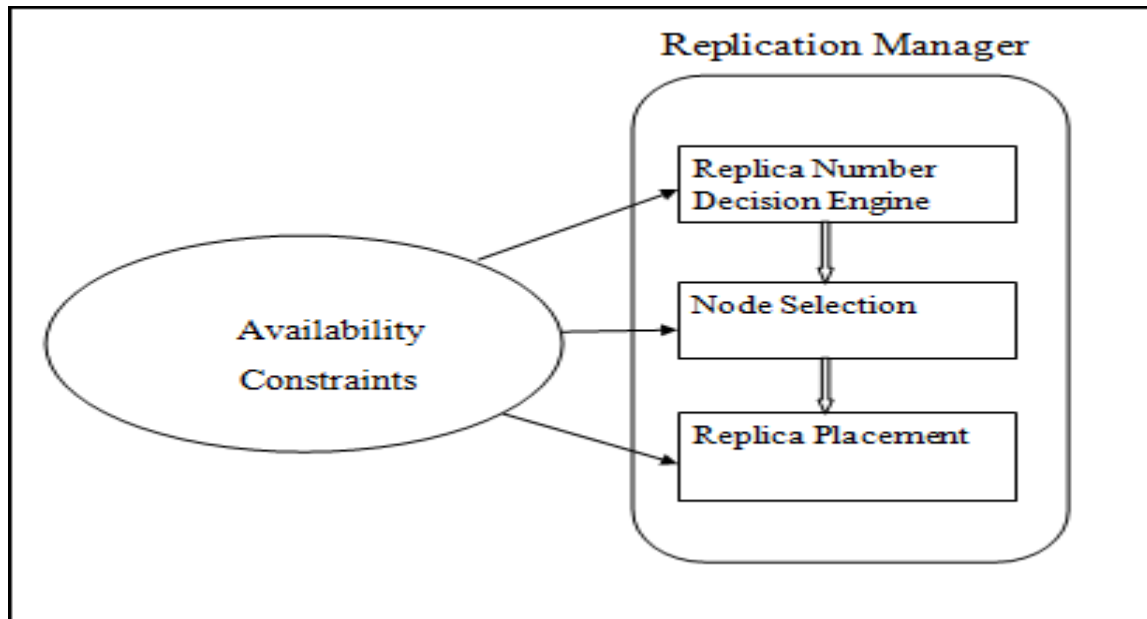 Replication Manager
Replica Number
Decision Engine
Node Selection
Availability
Constraints
Replica Placement